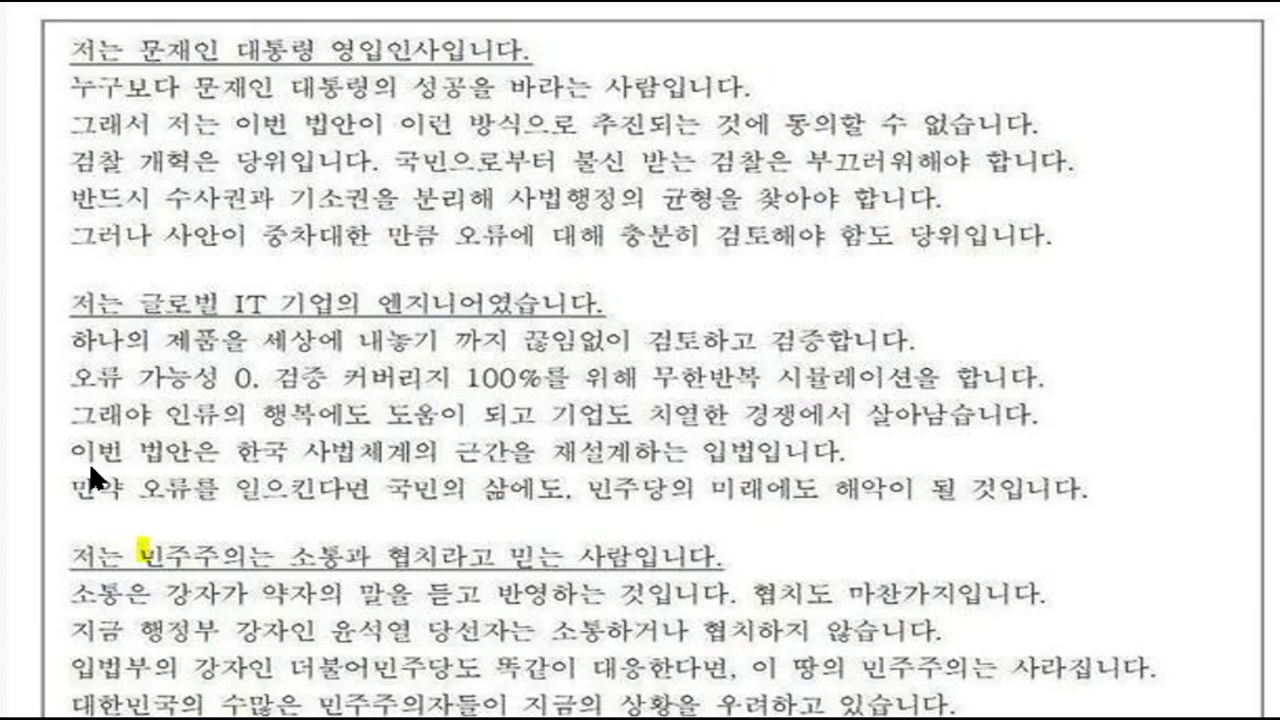 저는 문재인 대통령 영입인사입니다.
누구보다 문재인 대통령의 성공을 바라는 사람입니다.
그래서 저는 이번 법안이 이런 방식으로 추진되는 것에 동의할 수 없습니다.
검찰 개혁은 당위입니다. 국민으로부터 불신 받는 검찰은 부끄러워해야 합니다.
반드시 수사권과 기소권을 분리해 사법행정의 균형을 찾아야 합니다.
그러나 사안이 중차대한 만큼 오류에 대해 충분히 검토해야 함도 당위입니다.
저는 글로벌 IT 기업의 엔지니어였습니다.
하나의 제품을 세상에 내놓기 까지 끊임없이 검토하고 검증합니다.
오류 가능성 0, 검증 커버리지 100%를 위해 무한반복 시뮬레이션을 합니다.
그래야 인류의 행복에도 도움이 되고 기업도 치열한 경쟁에서 살아남습니다.
이번 법안은 한국 사법체계의 근간을 재설계하는 입법입니다.
만약 오류를 일으킨다면 국민의 삶에도, 민주당의 미래에도 해악이 될 것입니다.
저는 민주주의는 소통과 협치라고 믿는 사람입니다.
소통은 강자가 약자의 말을 듣고 반영하는 것입니다. 협치도 마찬가지입니다.
지금 행정부 강자인 윤석열 당선자는 소통하거나 협치하지 않습니다.
입법부의 강자인 더불어민주당도 똑같이 대응한다면, 이 땅의 민주주의는 사라집니다.
대한민국의 수많은 민주주의자들이 지금의 상황을 우려하고 있습니다.